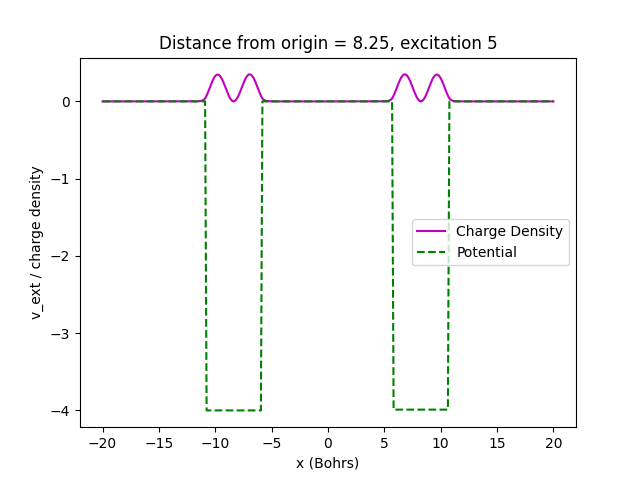 Distance from origin = 8.25, excitation 5
v_ext / charge density
0
−1
−2
−3
−4
Charge Density
Potential
−20 −15 −10 −5 0 5 10 15 20
x (Bohrs)